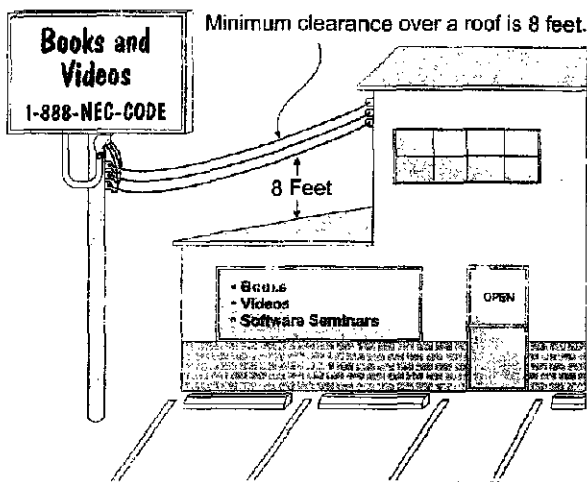 Minimum clearance over a roof is 8 feet.
Books and
Videos
1-888-NEC-CODE
8 Feet
• Books
• Videos
• Software Seminars
OPEN